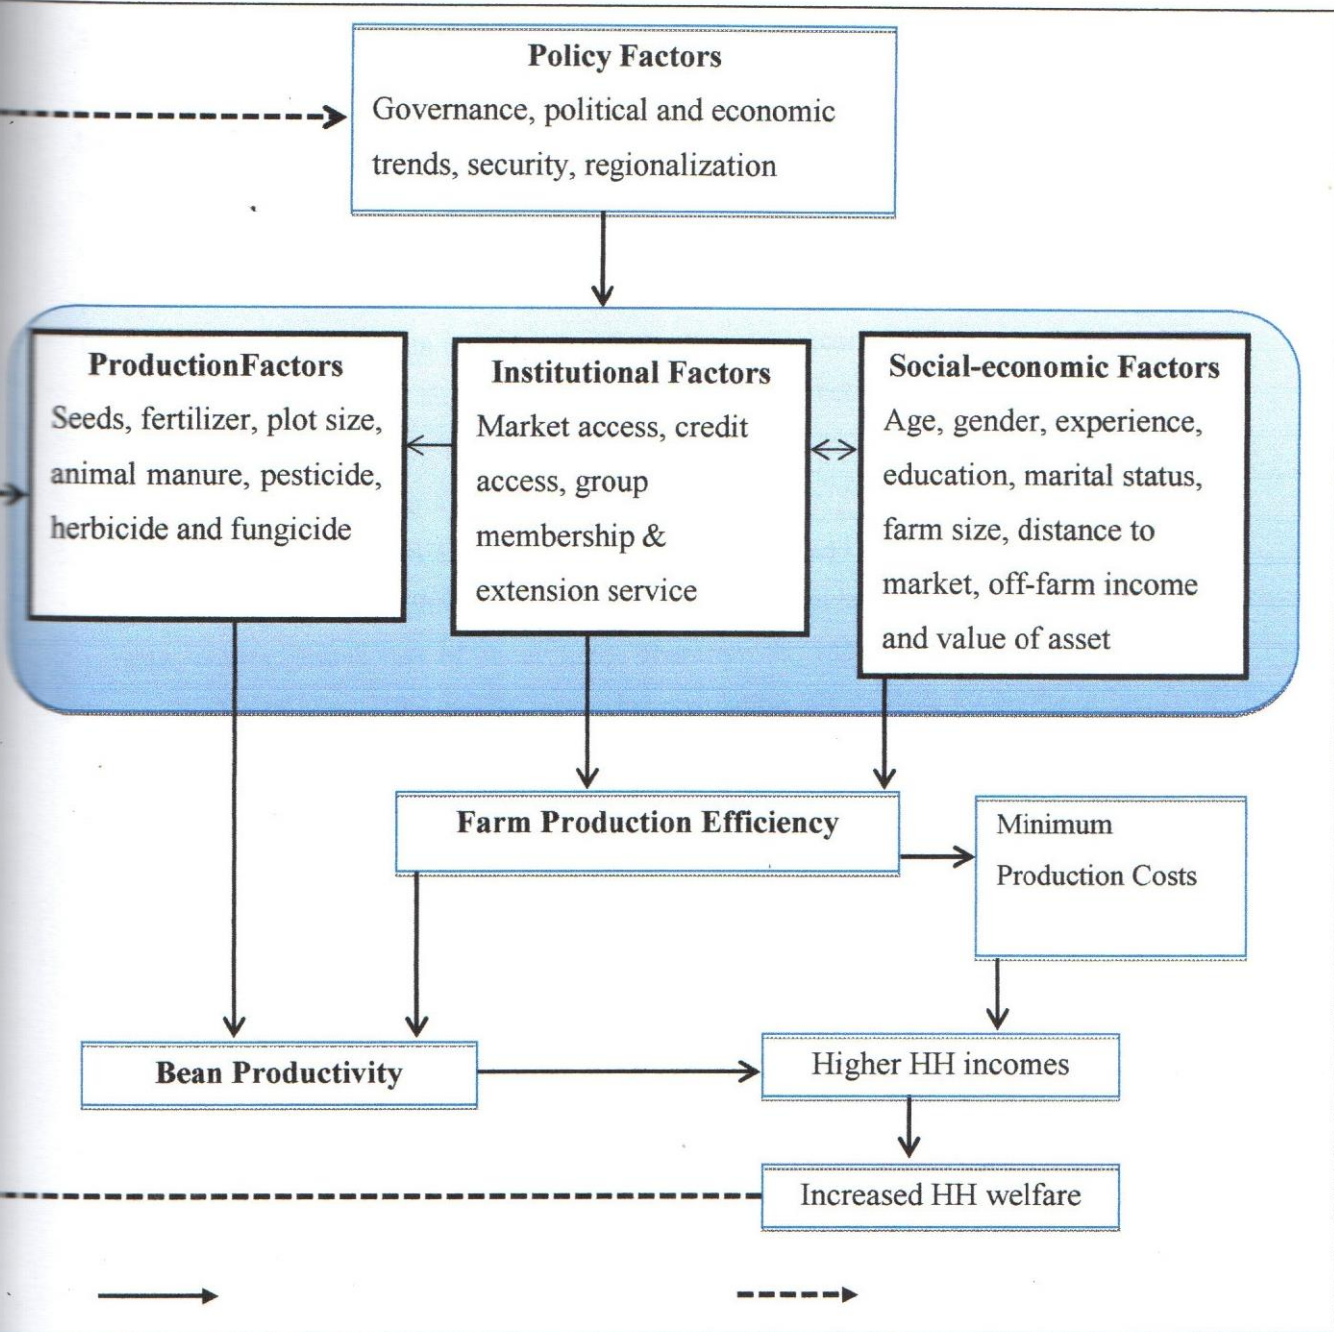 Policy Factors
Governance, political and economic
trends, security, regionalization
ProductionFactors
Seeds, fertilizer, plot size,
animal manure, pesticide,
herbicide and fungicide
Institutional Factors
Market access, credit
access, group
membership &
extension service
Social-economic Factors
Age, gender, experience,
education, marital status,
farm size, distance to
market, off-farm income
and value of asset
Farm Production Efficiency
Minimum
Production Costs
Bean Productivity
Higher HH incomes
Increased HH welfare